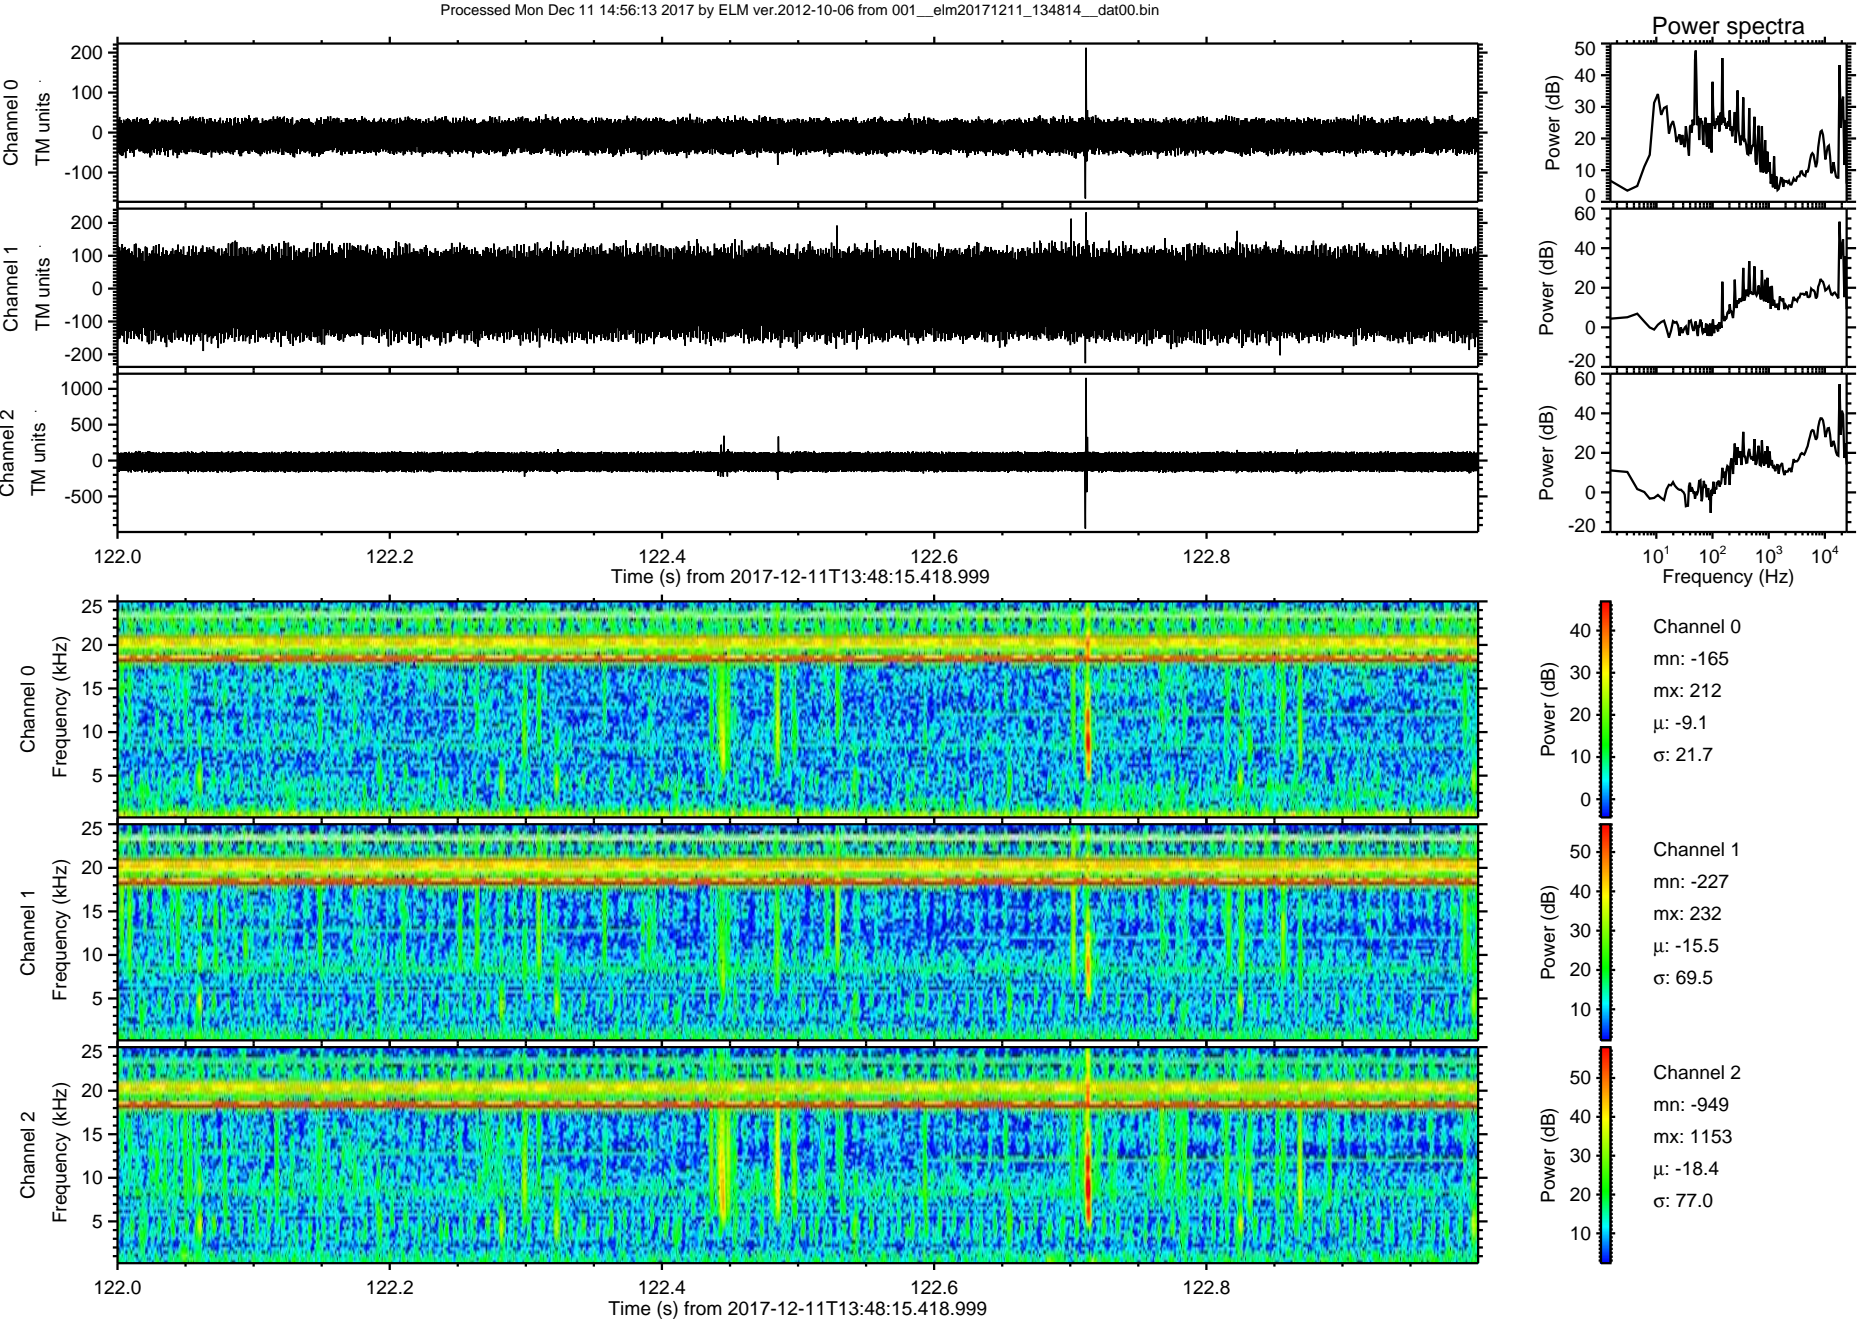 Processed Mon Dec 11 14:56:13 2017 by ELM ver.2012-10-06 from 001__elm20171211_134814__dat00.bin
Power spectra
Channel 0
TM units
200
100
0
-100
Power (dB)
50
40
30
20
10
0
Channel 1
TM units
200
100
0
-100
-200
Power (dB)
60
40
20
0
-20
Channel 2
TM units
1000
500
0
-500
Power (dB)
60
40
20
0
-20
122.0 122.2 122.4 122.6 122.8
Time (s) from 2017-12-11T13:48:15.418.999
10¹ 10² 10³ 10⁴
Frequency (Hz)
Channel 0
Frequency (kHz)
25
20
15
10
5
Power (dB)
40
30
20
10
0
Channel 0
mn: -165
mx: 212
μ: -9.1
σ: 21.7
Channel 1
Frequency (kHz)
25
20
15
10
5
Power (dB)
50
40
30
20
10
Channel 1
mn: -227
mx: 232
μ: -15.5
σ: 69.5
Channel 2
Frequency (kHz)
25
20
15
10
5
Power (dB)
50
40
30
20
10
Channel 2
mn: -949
mx: 1153
μ: -18.4
σ: 77.0
122.0 122.2 122.4 122.6 122.8
Time (s) from 2017-12-11T13:48:15.418.999